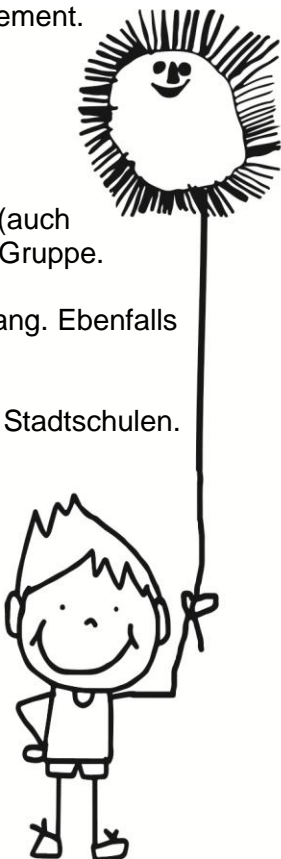 ement.
(auch
Gruppe.
ang. Ebenfalls
Stadtschulen.